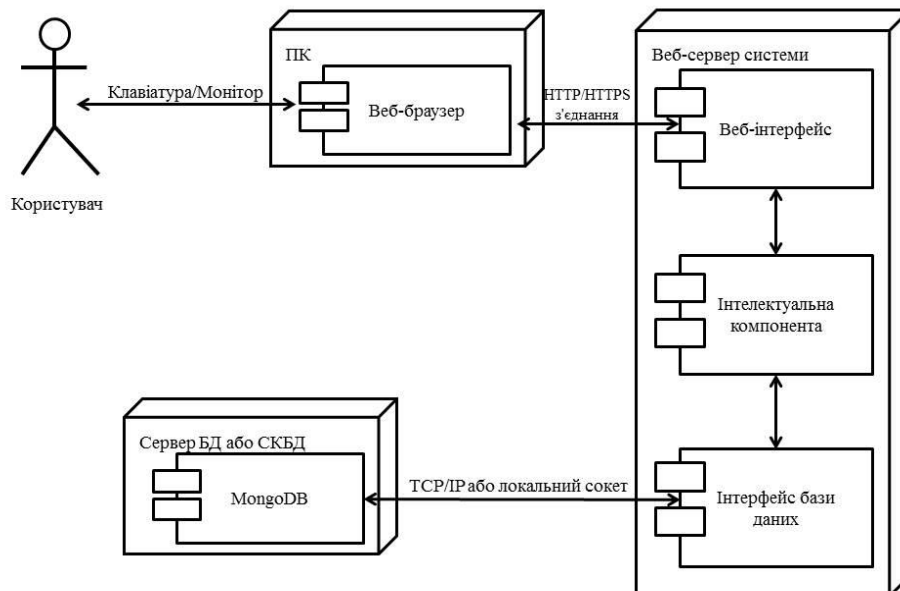 ПК
Веб-сервер системи
Клавіатура/Монітор
Веб-браузер
HTTP/HTTPS
з'єднання
Веб-інтерфейс
Користувач
Інтелектуальна
компонента
Сервер БД або СКБД
MongoDB
TCP/IP або локальний сокет
Інтерфейс бази
даних